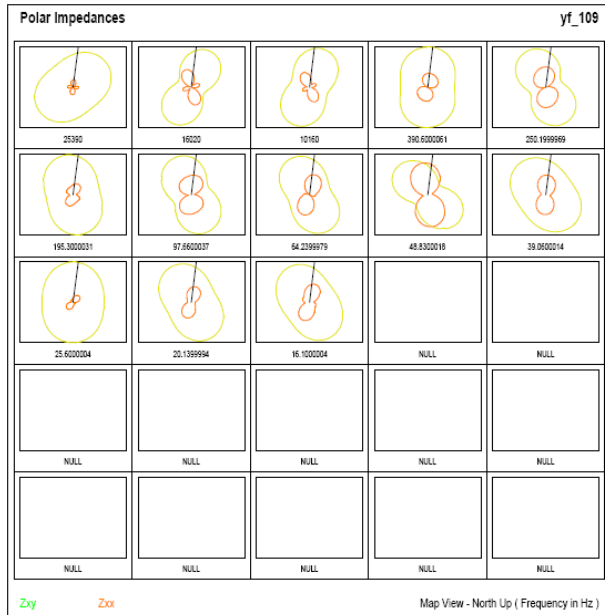 Polar Impedances yf_109
25390 16020 10160 390.6000061 250.1999969
195.3000031 97.6600037 64.2399979 48.8300018 39.0600014
25.6000004 20.1399994 16.1000004 NULL NULL
NULL NULL NULL NULL NULL
NULL NULL NULL NULL NULL
Zxy Zxx Map View - North Up ( Frequency in Hz )